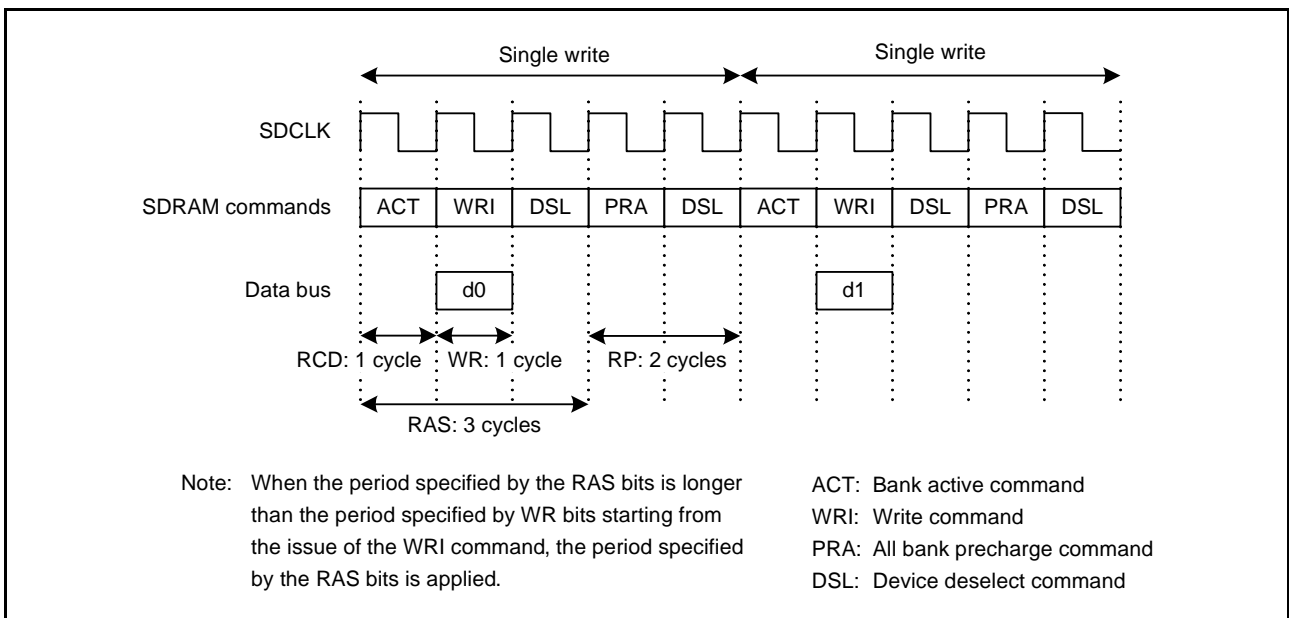 Single write Single write
SDCLK
SDRAM commands ACT WRI DSL PRA DSL ACT WRI DSL PRA DSL
Data bus d0 d1
RCD: 1 cycle WR: 1 cycle RP: 2 cycles
RAS: 3 cycles
Note: When the period specified by the RAS bits is longer
than the period specified by WR bits starting from
the issue of the WRI command, the period specified
by the RAS bits is applied.
ACT: Bank active command
WRI: Write command
PRA: All bank precharge command
DSL: Device deselect command